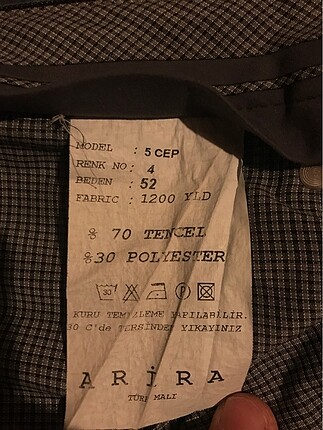 MODEL : 5 CEP
RENK NO : 4
BEDEN : 52
FABRIC : 1200 YLD
% 70 TENCEL
%30 POLYESTER
30 P
KURU TEMİZLEME YAPILABİLİR.
30 C'de TERSİNDEN YIKAYINIZ
ARİRA
TÜRK MALI